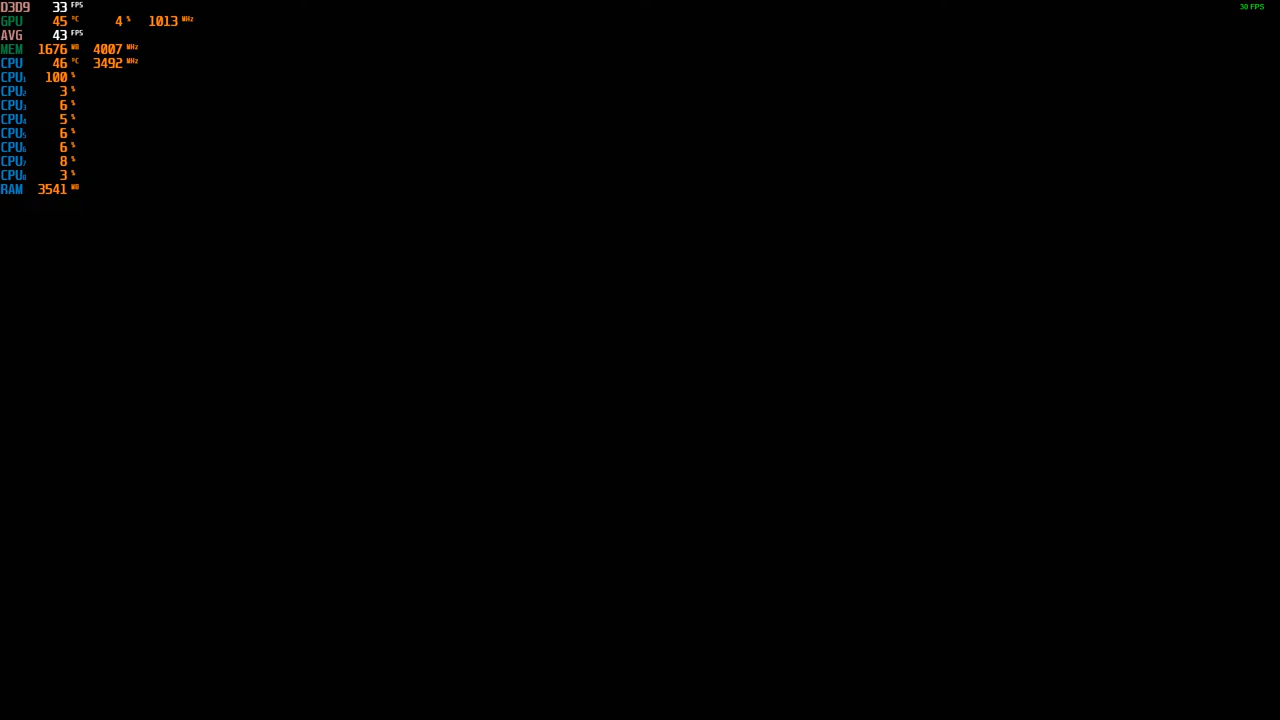 D3D9 33 FPS 30 FPS
GPU 45 °C 4 % 1013 MHz
AVG 43 FPS
MEM 1676 MB 4007 MHz
CPU 46 °C 3492 MHz
CPU1 100 %
CPU2 3 %
CPU3 6 %
CPU4 5 %
CPU5 6 %
CPU6 6 %
CPU7 8 %
CPU8 3 %
RAM 3541 MB